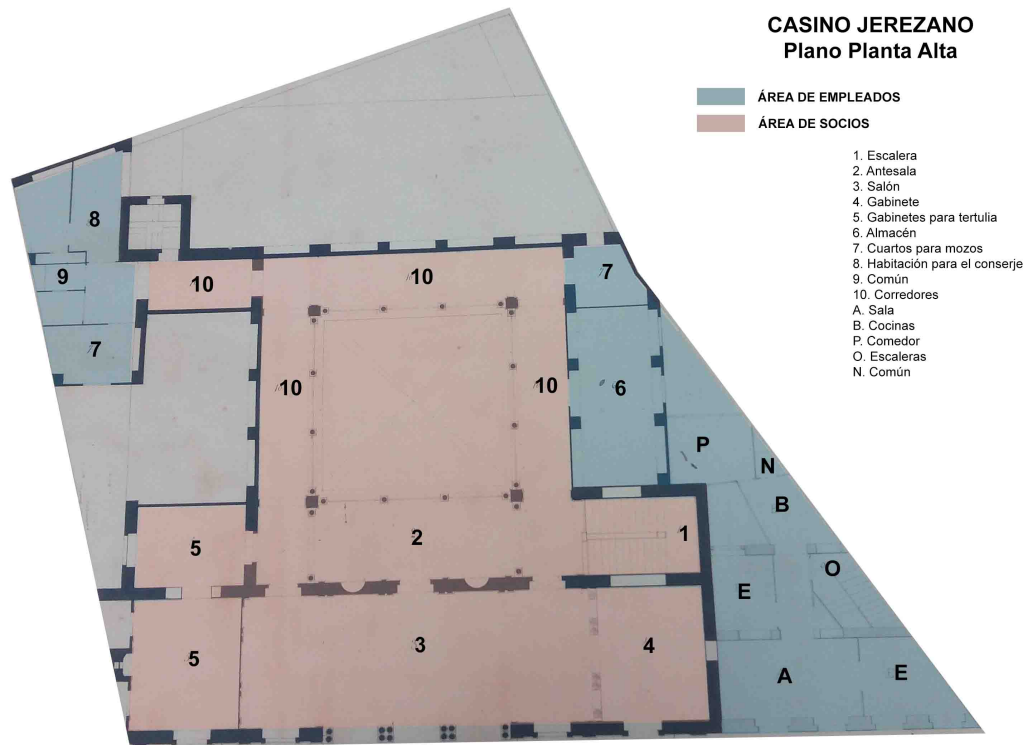 CASINO JEREZANO
Plano Planta Alta
ÁREA DE EMPLEADOS
ÁREA DE SOCIOS
1. Escalera
2. Antesala
3. Salón
4. Gabinete
5. Gabinetes para tertulia
6. Almacén
7. Cuartos para mozos
8. Habitación para el conserje
9. Común
10. Corredores
A. Sala
B. Cocinas
P. Comedor
O. Escaleras
N. Común
8
9
10
10
7
7
10
10
6
P
N
B
5
2
1
O
E
5
3
4
A
E